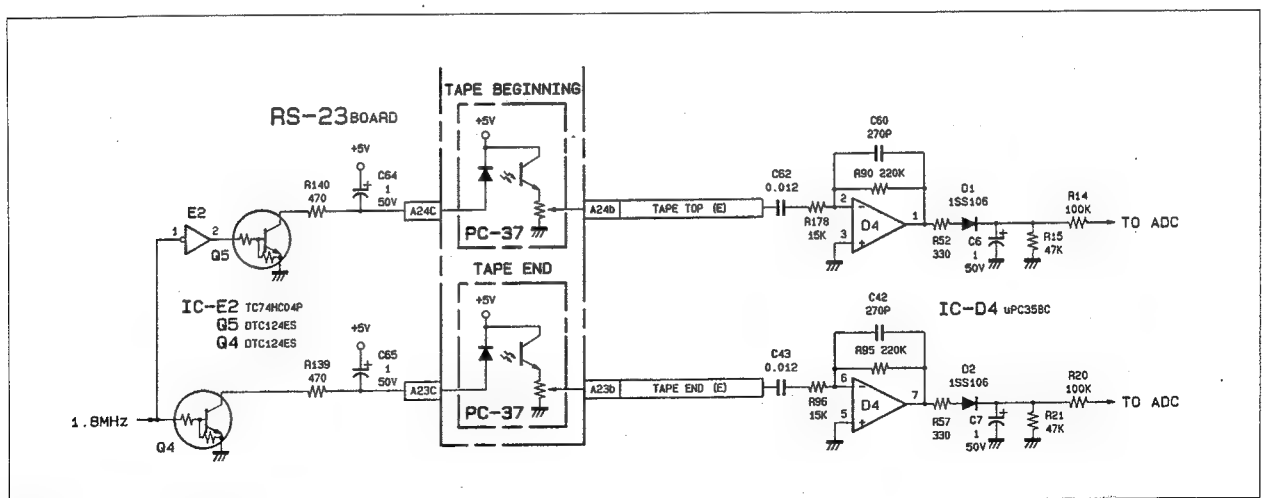 RS-23 BOARD
TAPE BEGINNING
+5V
+5V
C64
1
50V
R140
470
E2
1
2
Q5
A24C
PC-37
A24b
TAPE TOP (E)
C62
0.012
R178
15K
C60
270P
R90 220K
2
3
1
D4
R52
330
D1
1SS106
C6
1
50V
R15
47K
R14
100K
TO ADC
IC-E2 TC74HC04P
Q5 DTC124ES
Q4 DTC124ES
TAPE END
+5V
+5V
C65
1
50V
R139
470
1.8MHz
Q4
A23C
PC-37
A23b
TAPE END (E)
C43
0.012
R96
15K
C42
270P
R95 220K
6
5
7
D4
IC-D4 uPC358C
R57
330
D2
1SS106
C7
1
50V
R21
47K
R20
100K
TO ADC